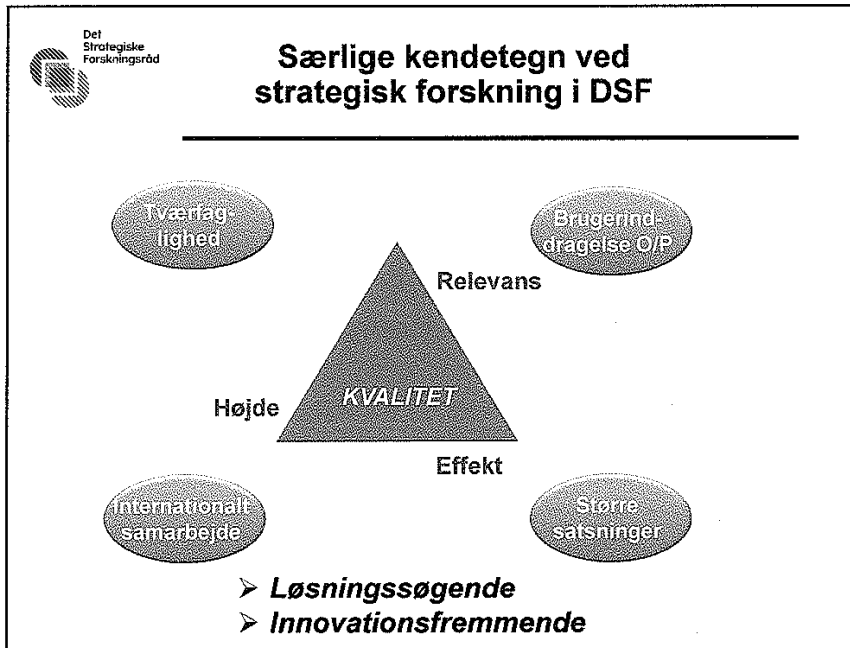 Det
Strategiske
Forskningsråd
Særlige kendetegn ved
strategisk forskning i DSF
Tværfag-
lighed
Brugerind-
dragelse O/P
Relevans
KVALITET
Højde
Effekt
Internationalt
samarbejde
Større
satsninger
➢ Løsningssøgende
➢ Innovationsfremmende